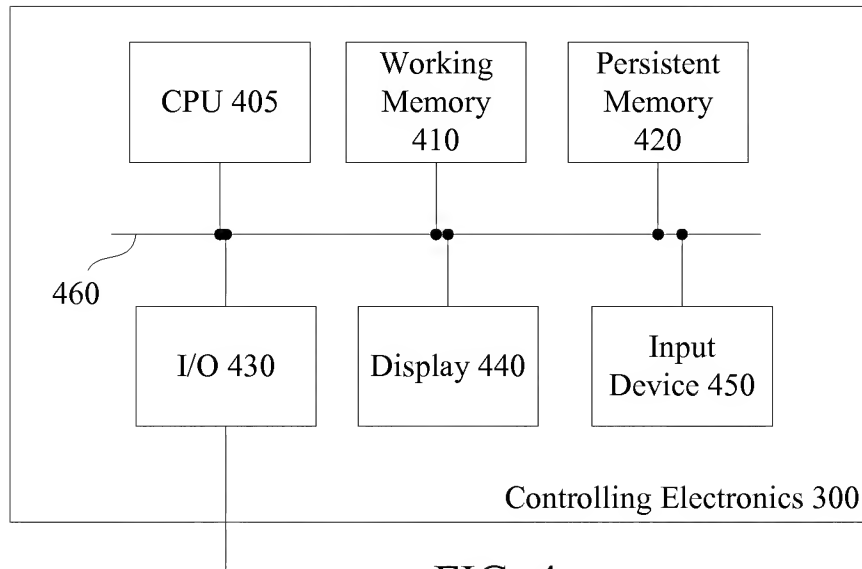 CPU 405
Working
Memory
410
Persistent
Memory
420
460
I/O 430
Display 440
Input
Device 450
Controlling Electronics 300